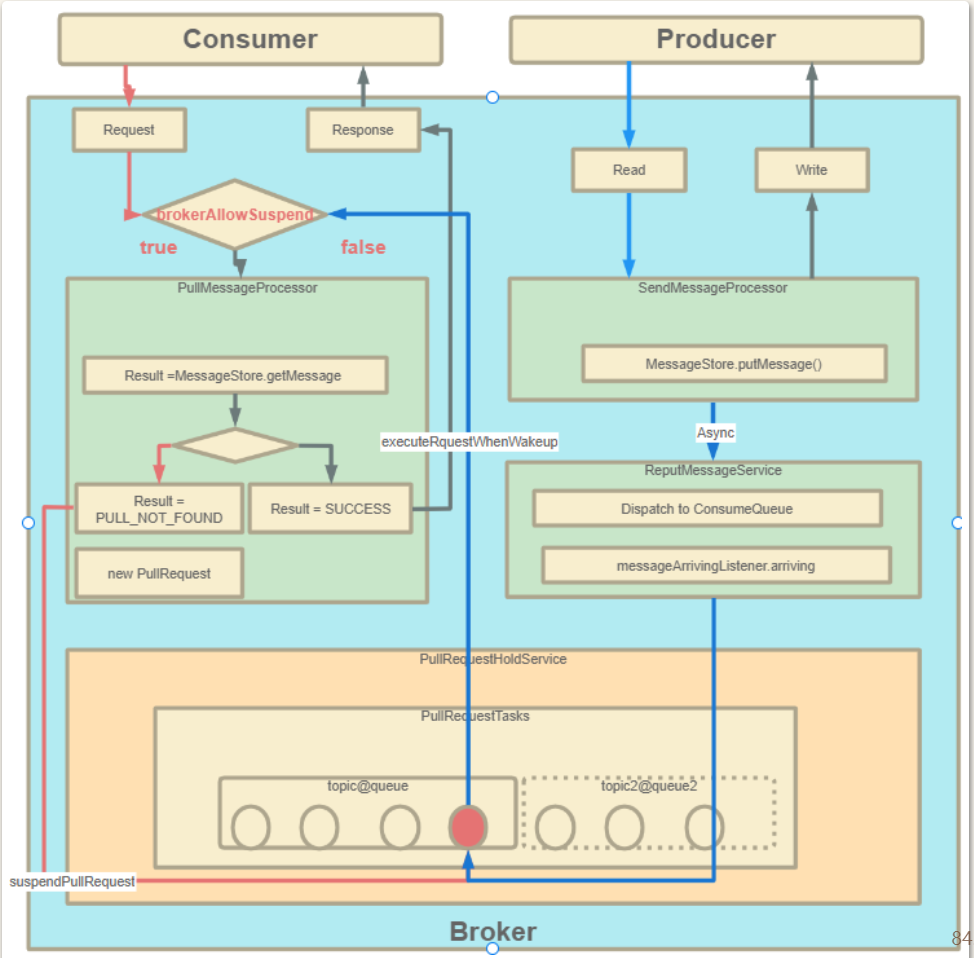 Consumer
Producer
Request
Response
Read
Write
brokerAllowSuspend
true
false
PullMessageProcessor
SendMessageProcessor
Result =MessageStore.getMessage
MessageStore.putMessage()
Async
executeRquestWhenWakeup
ReputMessageService
Result =
PULL_NOT_FOUND
Result = SUCCESS
Dispatch to ConsumeQueue
new PullRequest
messageArrivingListener.arriving
PullRequestHoldService
PullRequestTasks
topic@queue
topic2@queue2
suspendPullRequest
Broker
84